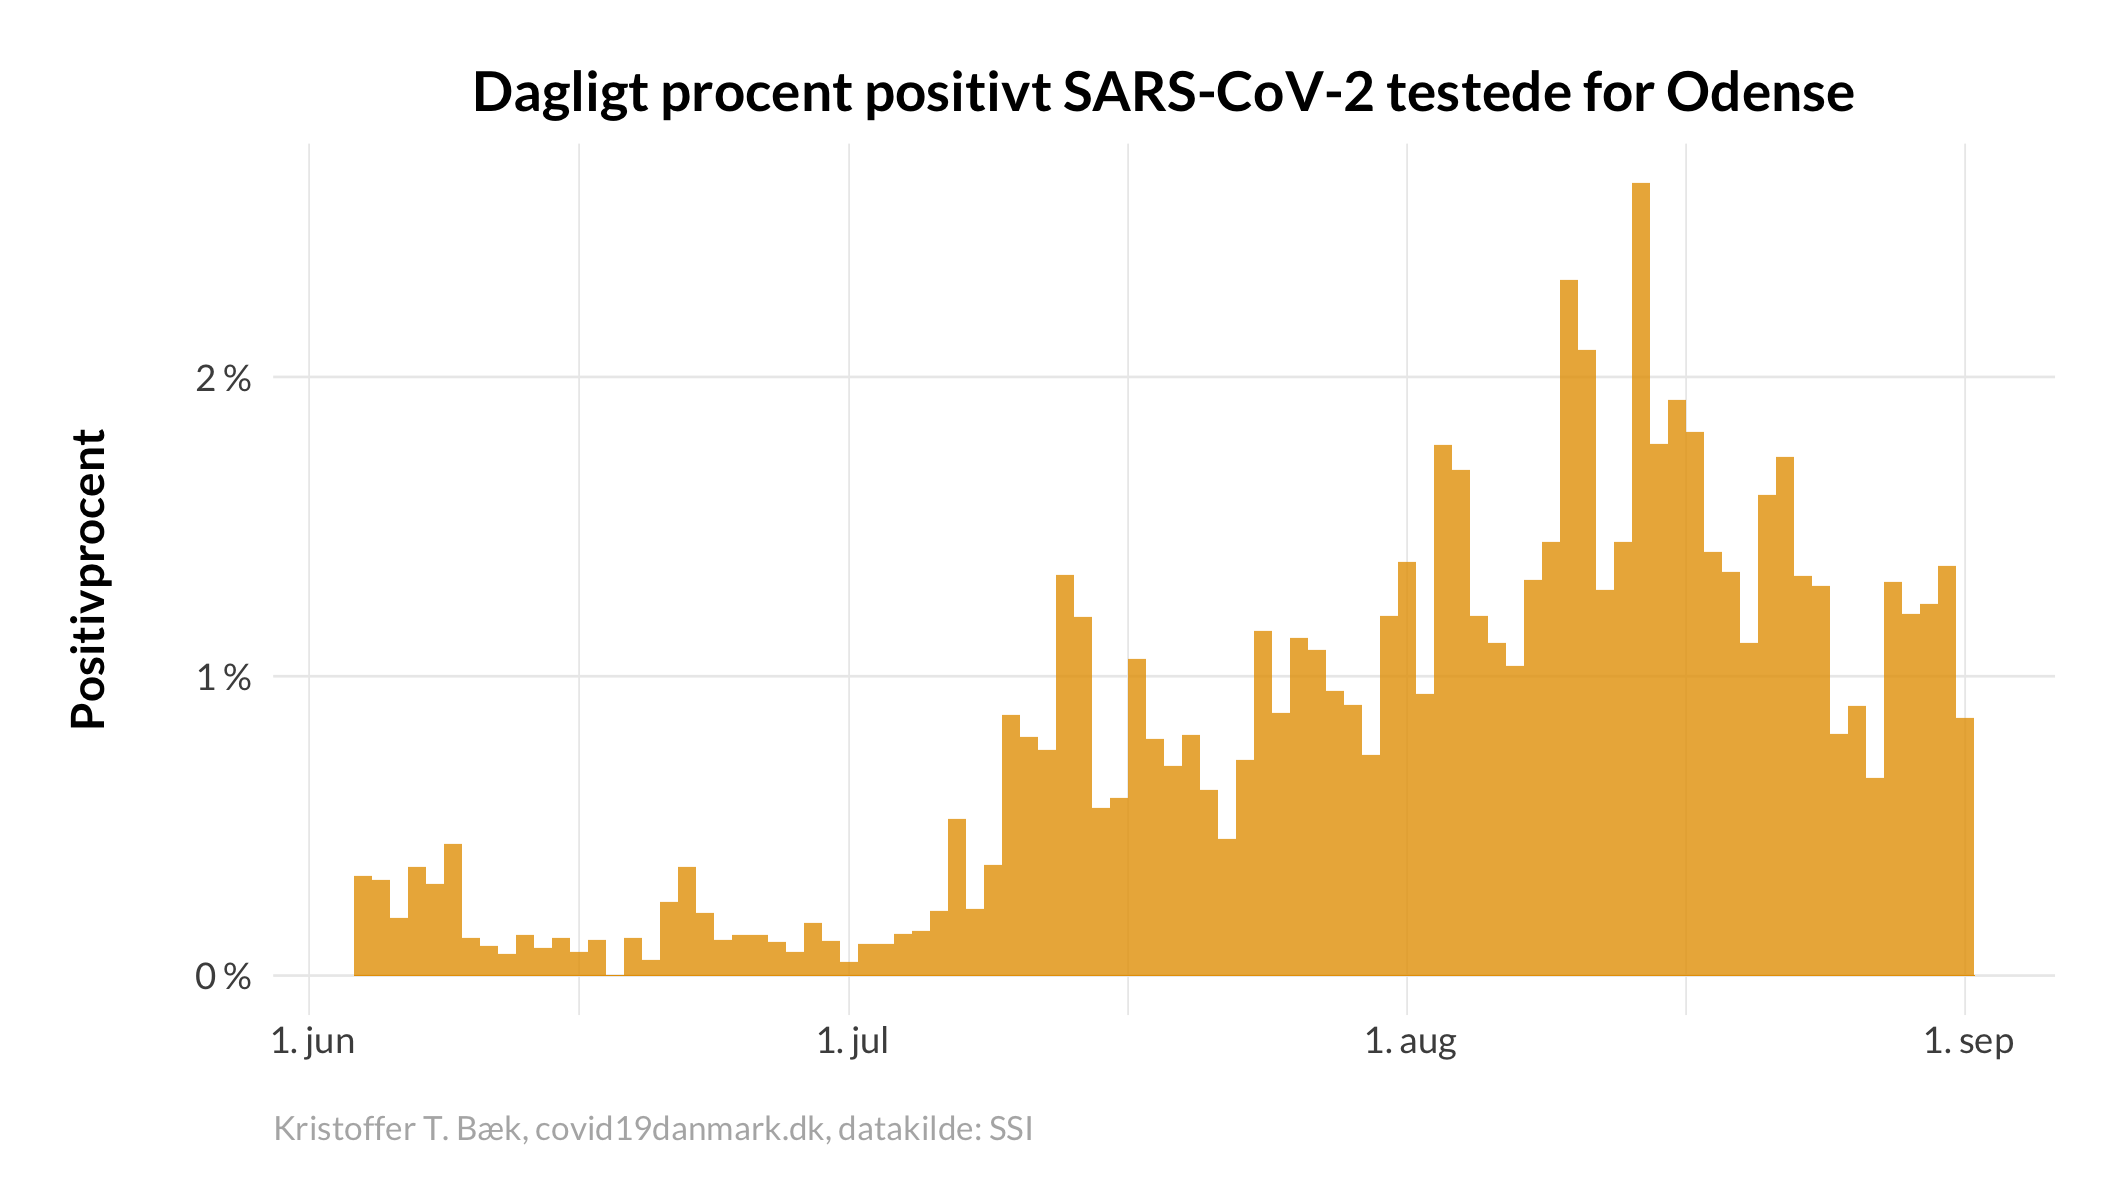 Dagligt procent positivt SARS-CoV-2 testede for Odense
Positivprocent
2 %
1 %
0 %
1. jun
1. jul
1. aug
1. sep
Kristoffer T. Bæk, covid19danmark.dk, datakilde: SSI